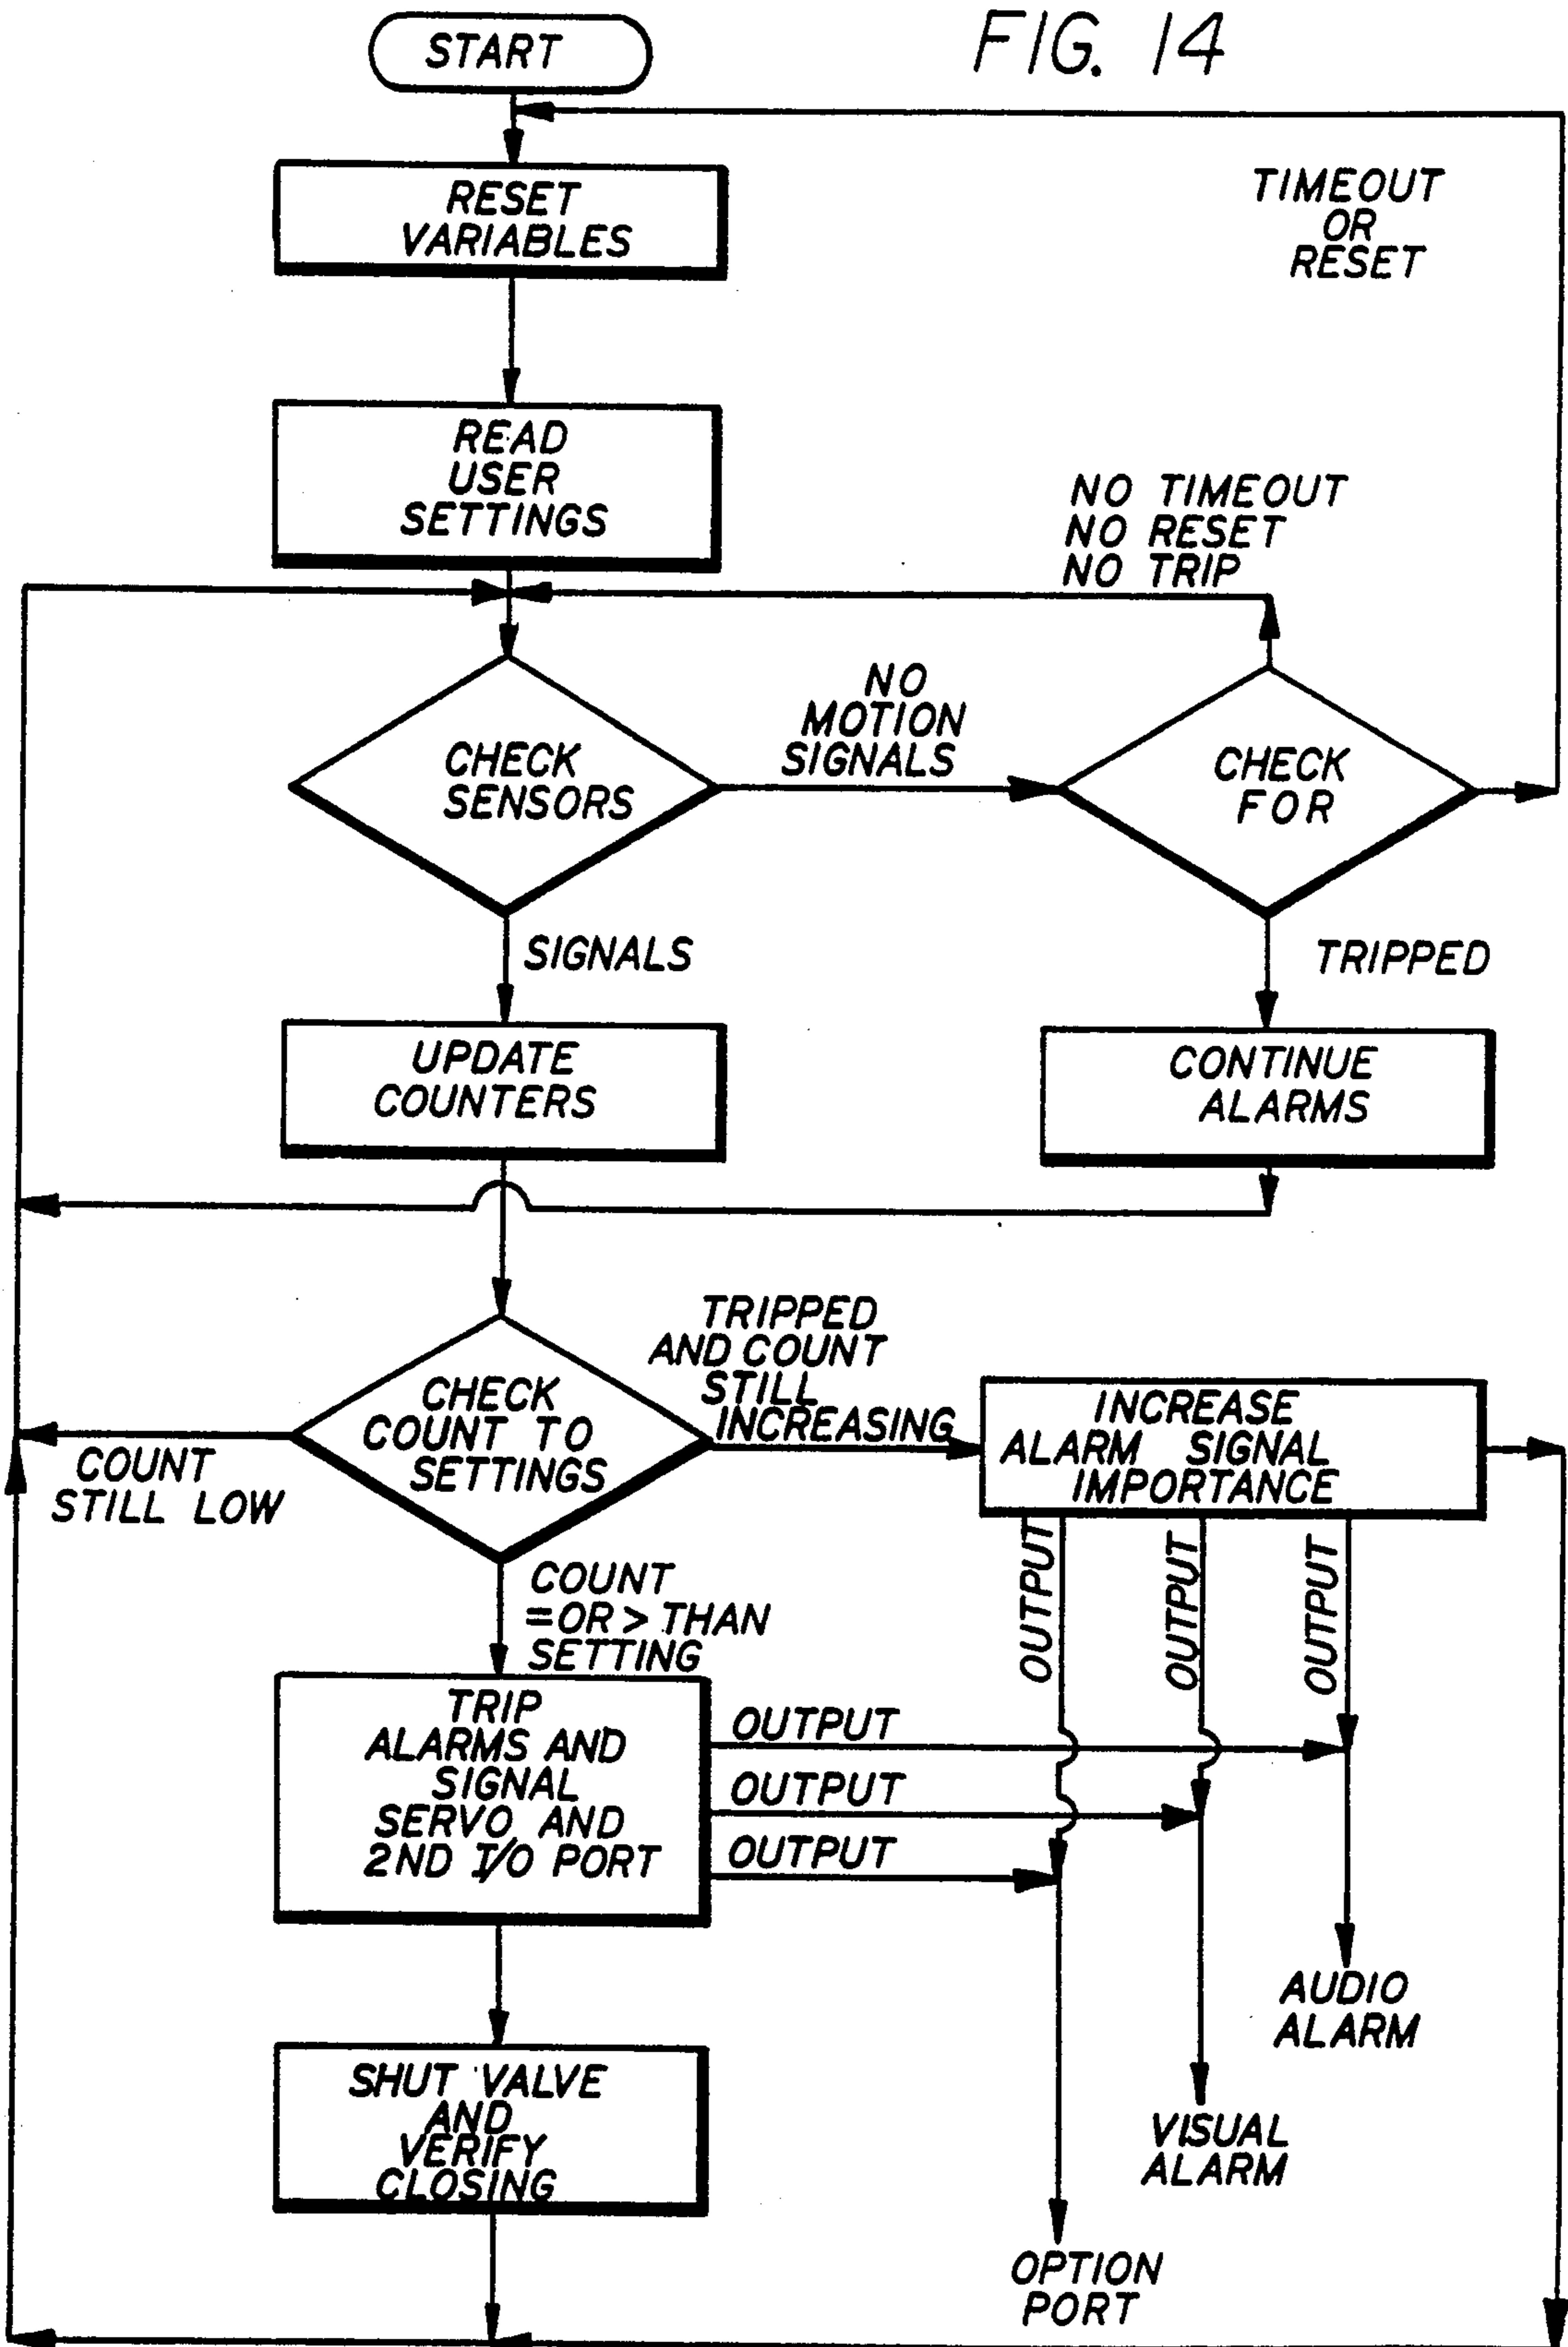 START
FIG. 14
RESET
VARIABLES
TIMEOUT
OR
RESET
READ
USER
SETTINGS
NO TIMEOUT
NO RESET
NO TRIP
CHECK
SENSORS
NO
MOTION
SIGNALS
CHECK
FOR
SIGNALS
TRIPPED
UPDATE
COUNTERS
CONTINUE
ALARMS
CHECK
COUNT TO
SETTINGS
TRIPPED
AND COUNT
STILL
INCREASING
INCREASE
ALARM SIGNAL
IMPORTANCE
COUNT
STILL LOW
COUNT
=OR > THAN
SETTING
OUTPUT
OUTPUT
OUTPUT
TRIP
ALARMS AND
SIGNAL
SERVO AND
2ND I/O PORT
OUTPUT
OUTPUT
OUTPUT
AUDIO
ALARM
SHUT VALVE
AND
VERIFY
CLOSING
VISUAL
ALARM
OPTION
PORT